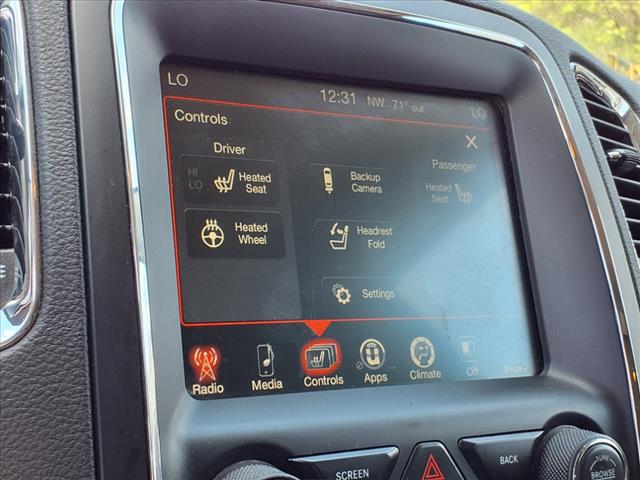 LO
12:31 NW 71° out
LO
Controls
X
Driver
Passenger
HI
LO
Heated
Seat
Backup
Camera
Heated
Seat
Heated
Wheel
Headrest
Fold
Settings
Radio
Media
Controls
Apps
Climate
Off
Phone
SCREEN
BACK
TUNE
BROWSE